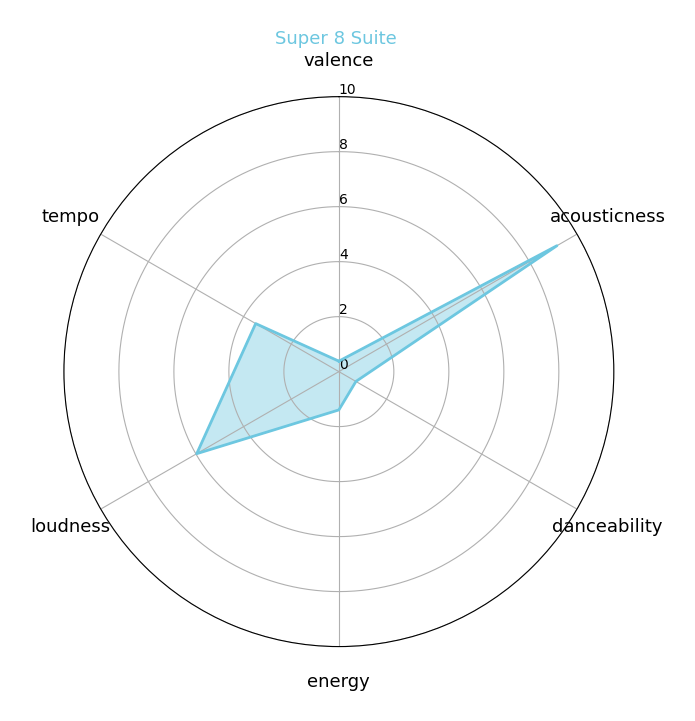 Super 8 Suite
valence
10
8
tempo
acousticness
6
4
2
0
loudness
danceability
energy